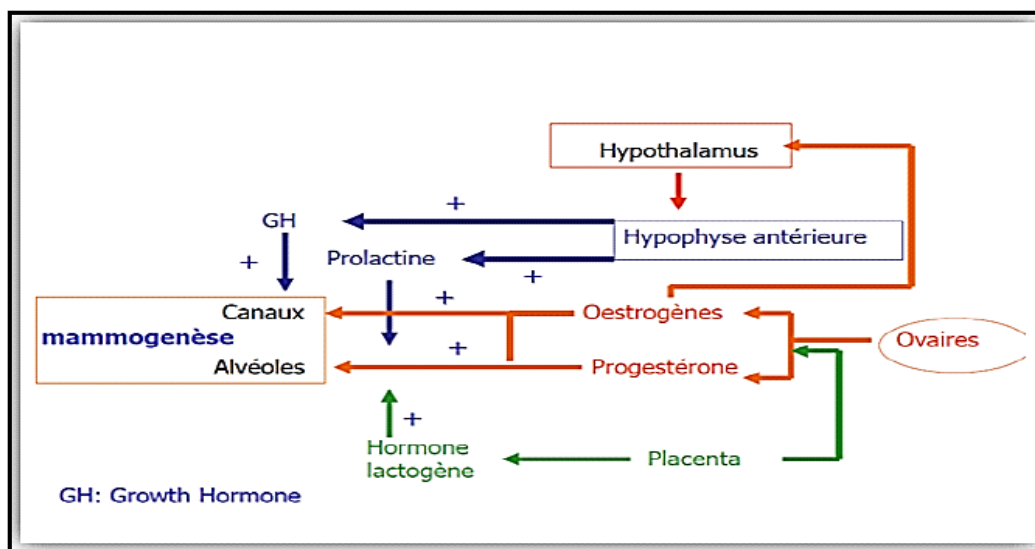 Hypothalamus
+
GH
Hypophyse antérieure
+
Prolactine
+
+
Canaux
Oestrogènes
mammogenèse
Ovaires
+
Alvéoles
Progestérone
+
Hormone
lactogène
Placenta
GH: Growth Hormone